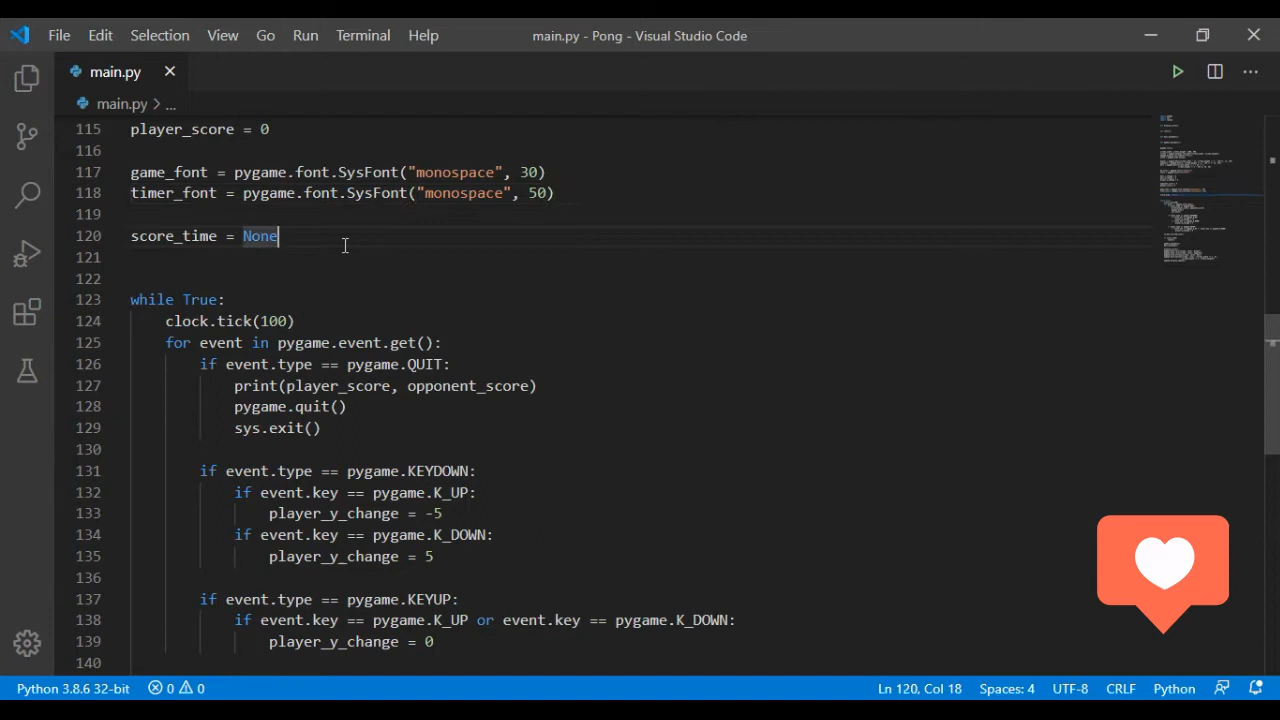 File Edit Selection View Go Run Terminal Help main.py - Pong - Visual Studio Code
main.py
main.py > ...
115 player_score = 0
116
117 game_font = pygame.font.SysFont("monospace", 30)
118 timer_font = pygame.font.SysFont("monospace", 50)
119
120 score_time = None
121
122
123 while True:
124     clock.tick(100)
125     for event in pygame.event.get():
126         if event.type == pygame.QUIT:
127             print(player_score, opponent_score)
128             pygame.quit()
129             sys.exit()
130
131         if event.type == pygame.KEYDOWN:
132             if event.key == pygame.K_UP:
133                 player_y_change = -5
134             if event.key == pygame.K_DOWN:
135                 player_y_change = 5
136
137         if event.type == pygame.KEYUP:
138             if event.key == pygame.K_UP or event.key == pygame.K_DOWN:
139                 player_y_change = 0
140
Python 3.8.6 32-bit 0 0 Ln 120, Col 18 Spaces: 4 UTF-8 CRLF Python